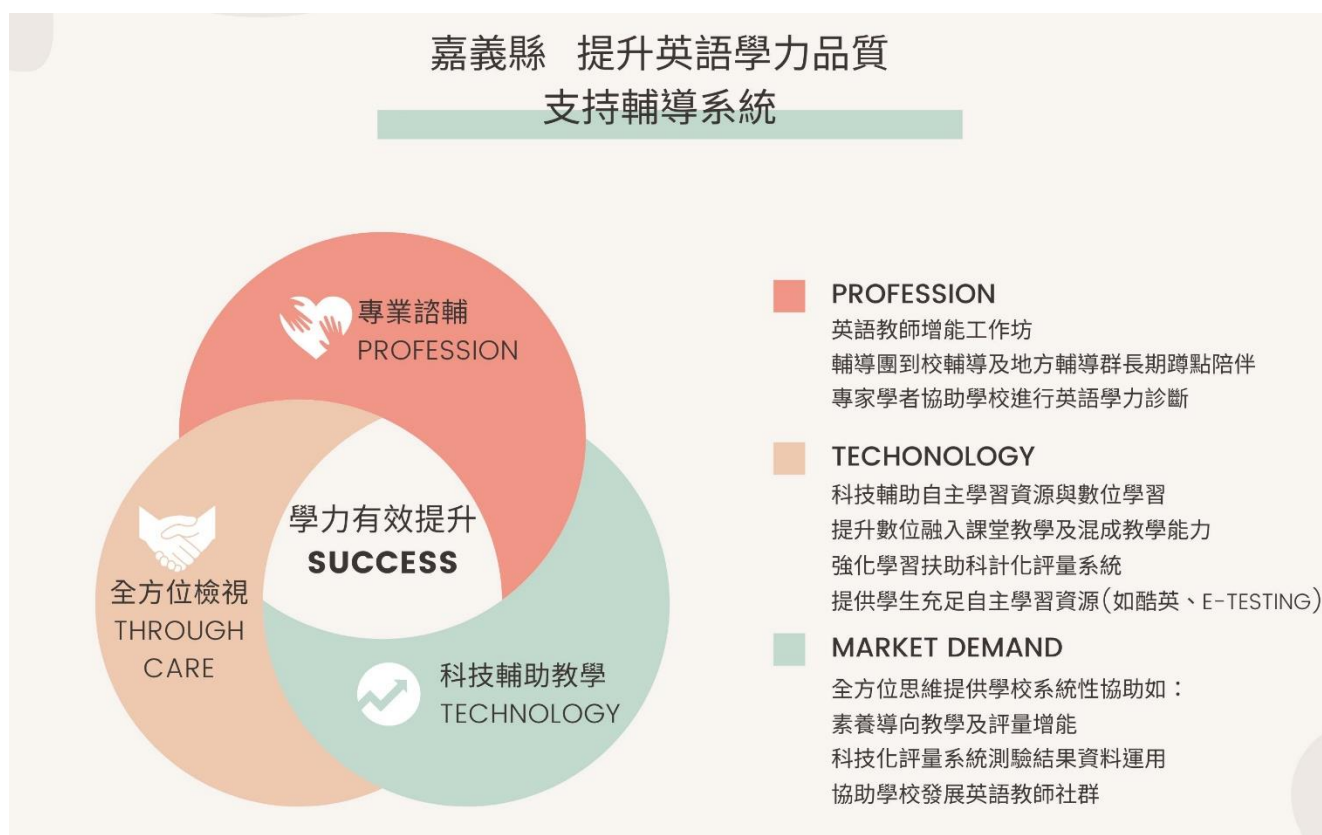 嘉義縣 提升英語學力品質
支持輔導系統
專業諮輔
PROFESSION
學力有效提升
SUCCESS
全方位檢視
THROUGH
CARE
科技輔助教學
TECHNOLOGY
PROFESSION
英語教師增能工作坊
輔導團到校輔導及地方輔導群長期蹲點陪伴
專家學者協助學校進行英語學力診斷
TECHONOLOGY
科技輔助自主學習資源與數位學習
提升數位融入課堂教學及混成教學能力
強化學習扶助科計化評量系統
提供學生充足自主學習資源(如酷英、E-TESTING)
MARKET DEMAND
全方位思維提供學校系統性協助如：
素養導向教學及評量增能
科技化評量系統測驗結果資料運用
協助學校發展英語教師社群